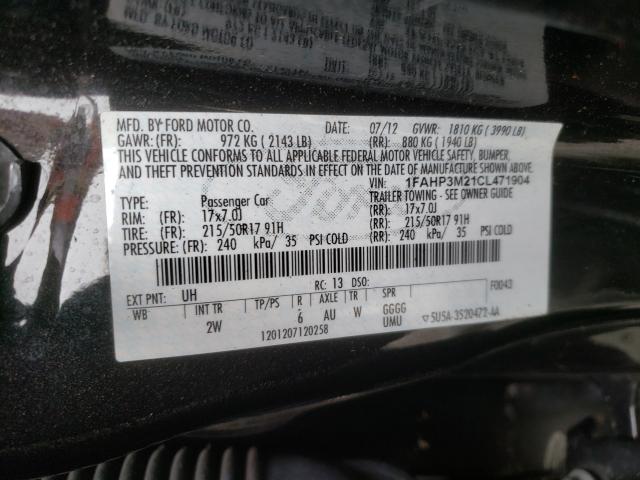 MFD. BY FORD MOTOR CO. 07/12 GVWR: 1810 KG ( 3990 LB)
GAWR: (FR): 972 KG ( 2143 LB) (RR): 880 KG ( 1940 LB)
THIS VEHICLE CONFORMS TO ALL APPLICABLE FEDERAL MOTOR VEHICLE SAFETY, BUMPER,
AND THEFT PREVENTION STANDARDS IN EFFECT ON THE DATE OF MANUFACTURE SHOWN ABOVE.
VIN: 1FAHP3M21CL471904
TYPE: Passenger Car TRAILER TOWING - SEE OWNER GUIDE
RIM: (FR): 17x7.0J (RR): 17x7.0J
TIRE: (FR): 215/50R17 91H (RR): 215/50R17 91H
PRESSURE: (FR): 240 kPa/ 35 PSI COLD (RR): 240 kPa/ 35 PSI COLD
EXT PNT: UH RC: 13 DSO: F0043
WB INT TR TP/PS R AXLE TR SPR
2W 6 AU W GGGG
UMU
1201207120258
5U5A-3520472-AA